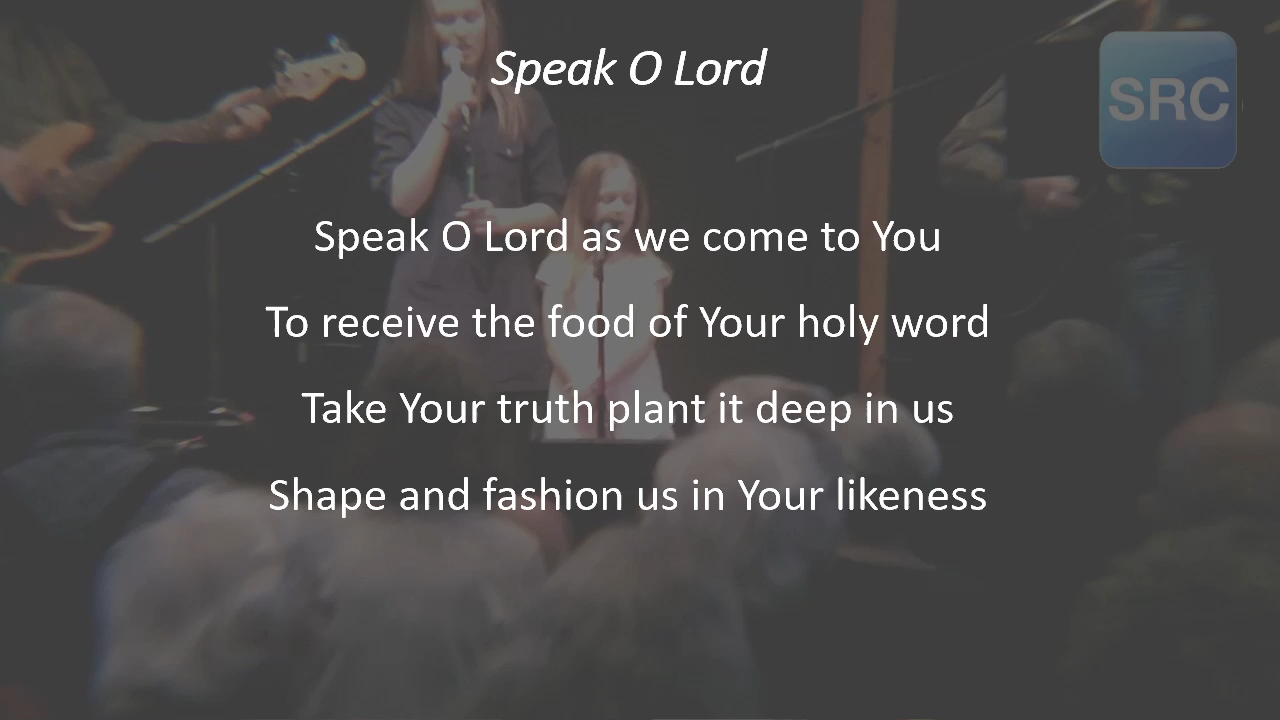 Speak O Lord
SRC
Speak O Lord as we come to You
To receive the food of Your holy word
Take Your truth plant it deep in us
Shape and fashion us in Your likeness